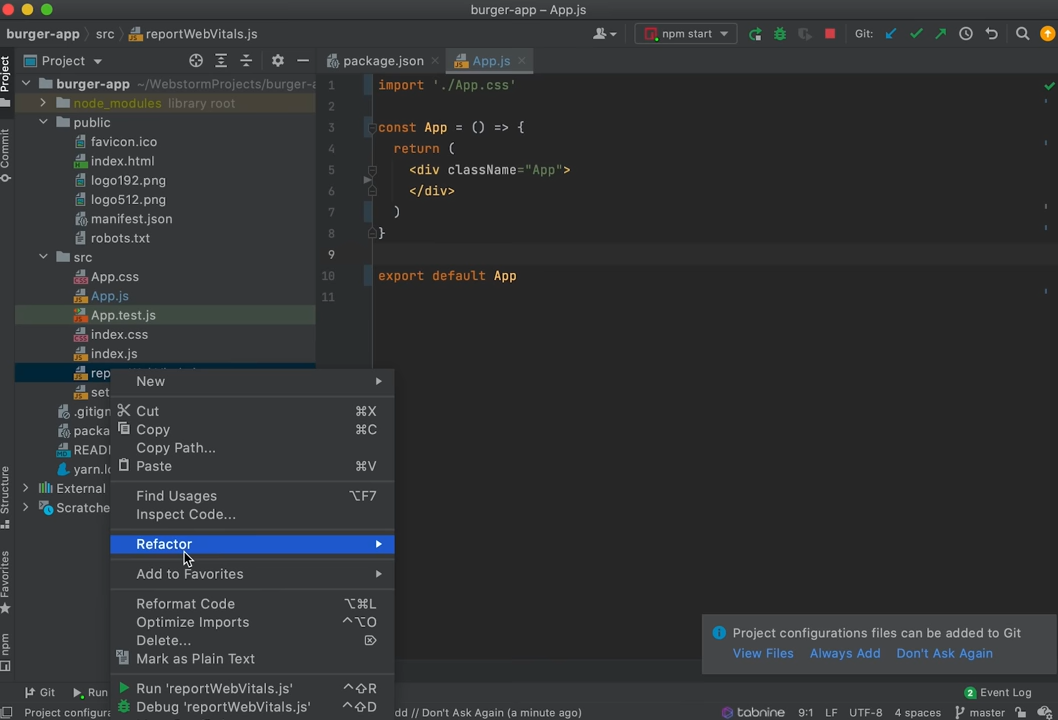 burger-app – App.js
burger-app src reportWebVitals.js
npm start
Git:
Project
Project
package.json
App.js
burger-app ~/WebstormProjects/burger-a
node_modules library root
public
favicon.ico
index.html
logo192.png
logo512.png
manifest.json
robots.txt
src
App.css
App.js
App.test.js
index.css
index.js
rep
set
.gitign
packa
READ
yarn.lo
External
Scratche
Commit
Structure
Favorites
npm
1 import './App.css'
2
3 const App = () => {
4 return (
5 <div className="App">
6 </div>
7 )
8 }
9
10 export default App
11
New
Cut ⌘X
Copy ⌘C
Copy Path...
Paste ⌘V
Find Usages ⌥F7
Inspect Code...
Refactor
Add to Favorites
Reformat Code ⌥⌘L
Optimize Imports ^⌥O
Delete... ⌦
Mark as Plain Text
Run 'reportWebVitals.js' ^⇧R
Debug 'reportWebVitals.js' ^⇧D
Project configurations files can be added to Git
View Files Always Add Don't Ask Again
Git Run
2 Event Log
Project configura
dd // Don't Ask Again (a minute ago)
tabnine 9:1 LF UTF-8 4 spaces master